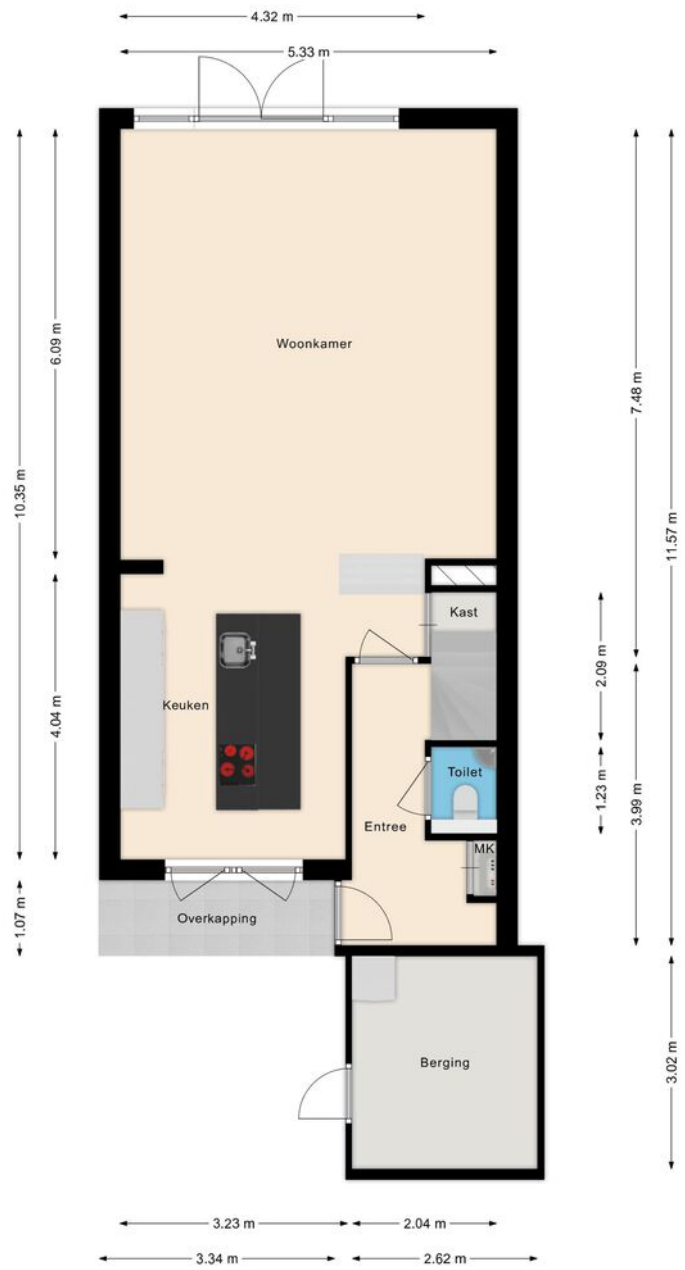 4.32 m
5.33 m
10.35 m
6.09 m
4.04 m
1.07 m
Woonkamer
7.48 m
11.57 m
Kast
2.09 m
Keuken
Toilet
1.23 m
3.99 m
Entree
MK
Overkapping
Berging
3.02 m
3.23 m
2.04 m
3.34 m
2.62 m